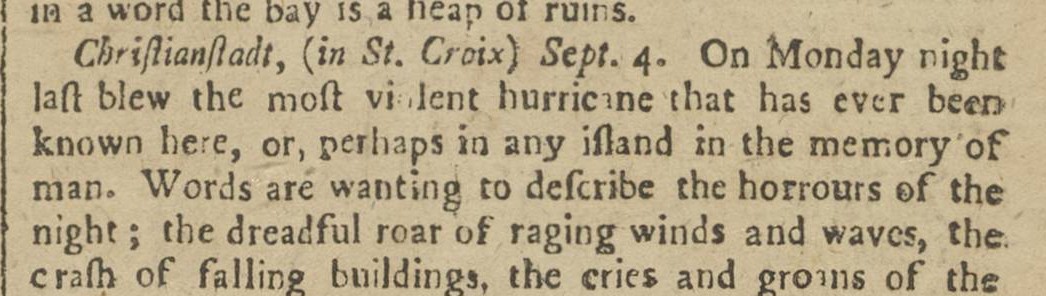 in a word the bay is a heap of ruins.
Chriſtianſtadt, (in St. Croix) Sept. 4. On Monday night
laſt blew the moſt violent hurricane that has ever been
known here, or, perhaps in any iſland in the memory of
man. Words are wanting to deſcribe the horrours of the
night; the dreadful roar of raging winds and waves, the
craſh of falling buildings, the cries and groans of the